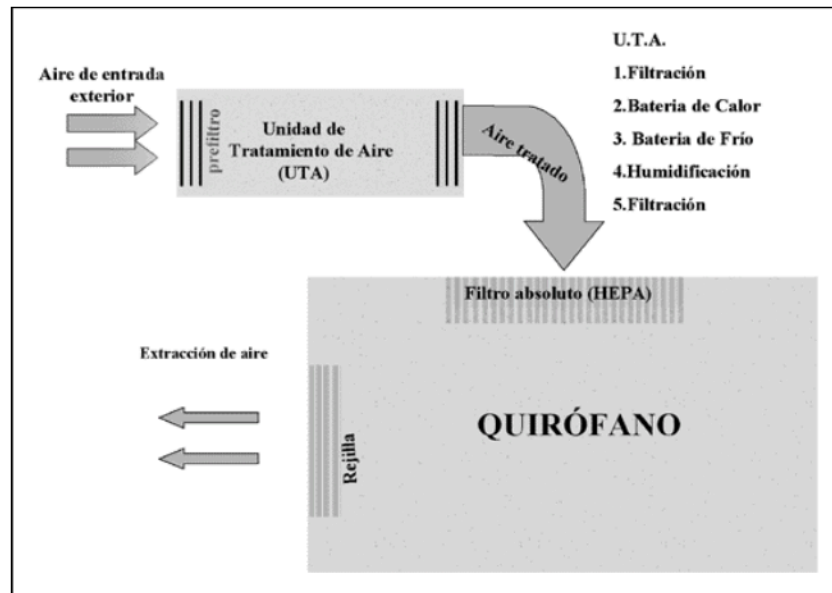 Aire de entrada
exterior
prefiltro
Unidad de
Tratamiento de Aire
(UTA)
Aire tratado
U.T.A.
1.Filtración
2.Bateria de Calor
3. Bateria de Frío
4.Humidificación
5.Filtración
Filtro absoluto (HEPA)
Extracción de aire
Rejilla
QUIRÓFANO